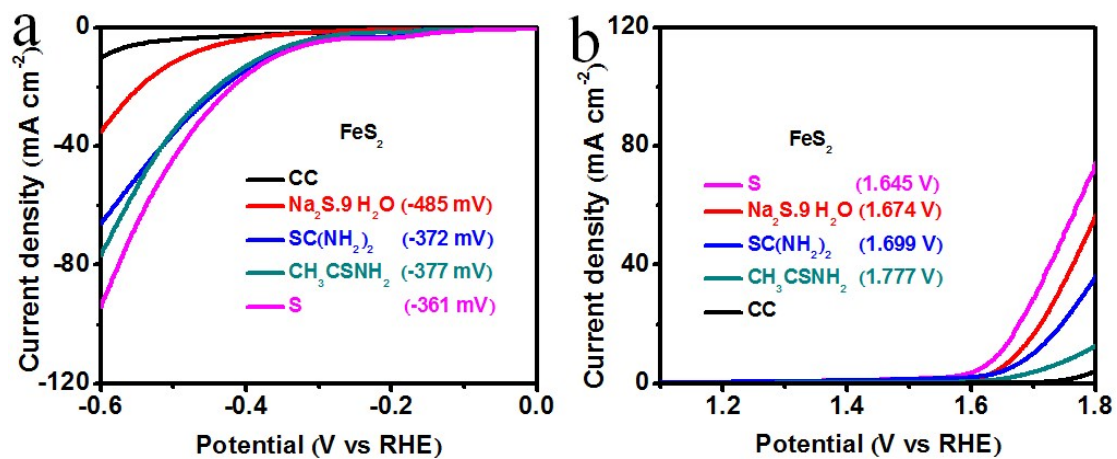 a
0
-40
-80
-120
-0.6
-0.4
-0.2
0.0
Current density (mA cm⁻²)
Potential (V vs RHE)
FeS₂
CC
Na₂S.9 H₂O (-485 mV)
SC(NH₂)₂ (-372 mV)
CH₃CSNH₂ (-377 mV)
S (-361 mV)
b
120
80
40
0
1.2
1.4
1.6
1.8
Current density (mA cm⁻²)
Potential (V vs RHE)
FeS₂
S (1.645 V)
Na₂S.9 H₂O (1.674 V)
SC(NH₂)₂ (1.699 V)
CH₃CSNH₂ (1.777 V)
CC